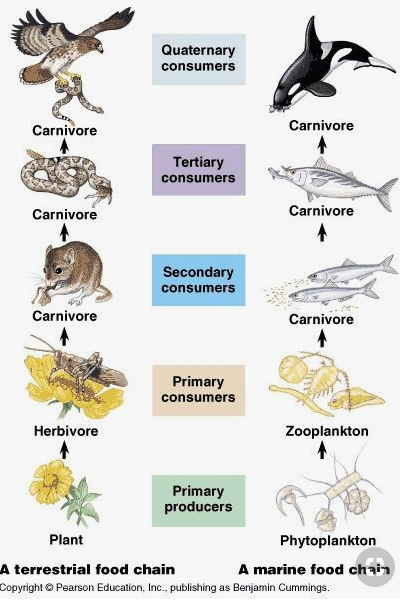 Quaternary
consumers
Carnivore
Carnivore
Tertiary
consumers
Carnivore
Carnivore
Secondary
consumers
Carnivore
Carnivore
Primary
consumers
Herbivore
Zooplankton
Primary
producers
Plant
Phytoplankton
A terrestrial food chain
A marine food chain
Copyright © Pearson Education, Inc., publishing as Benjamin Cummings.